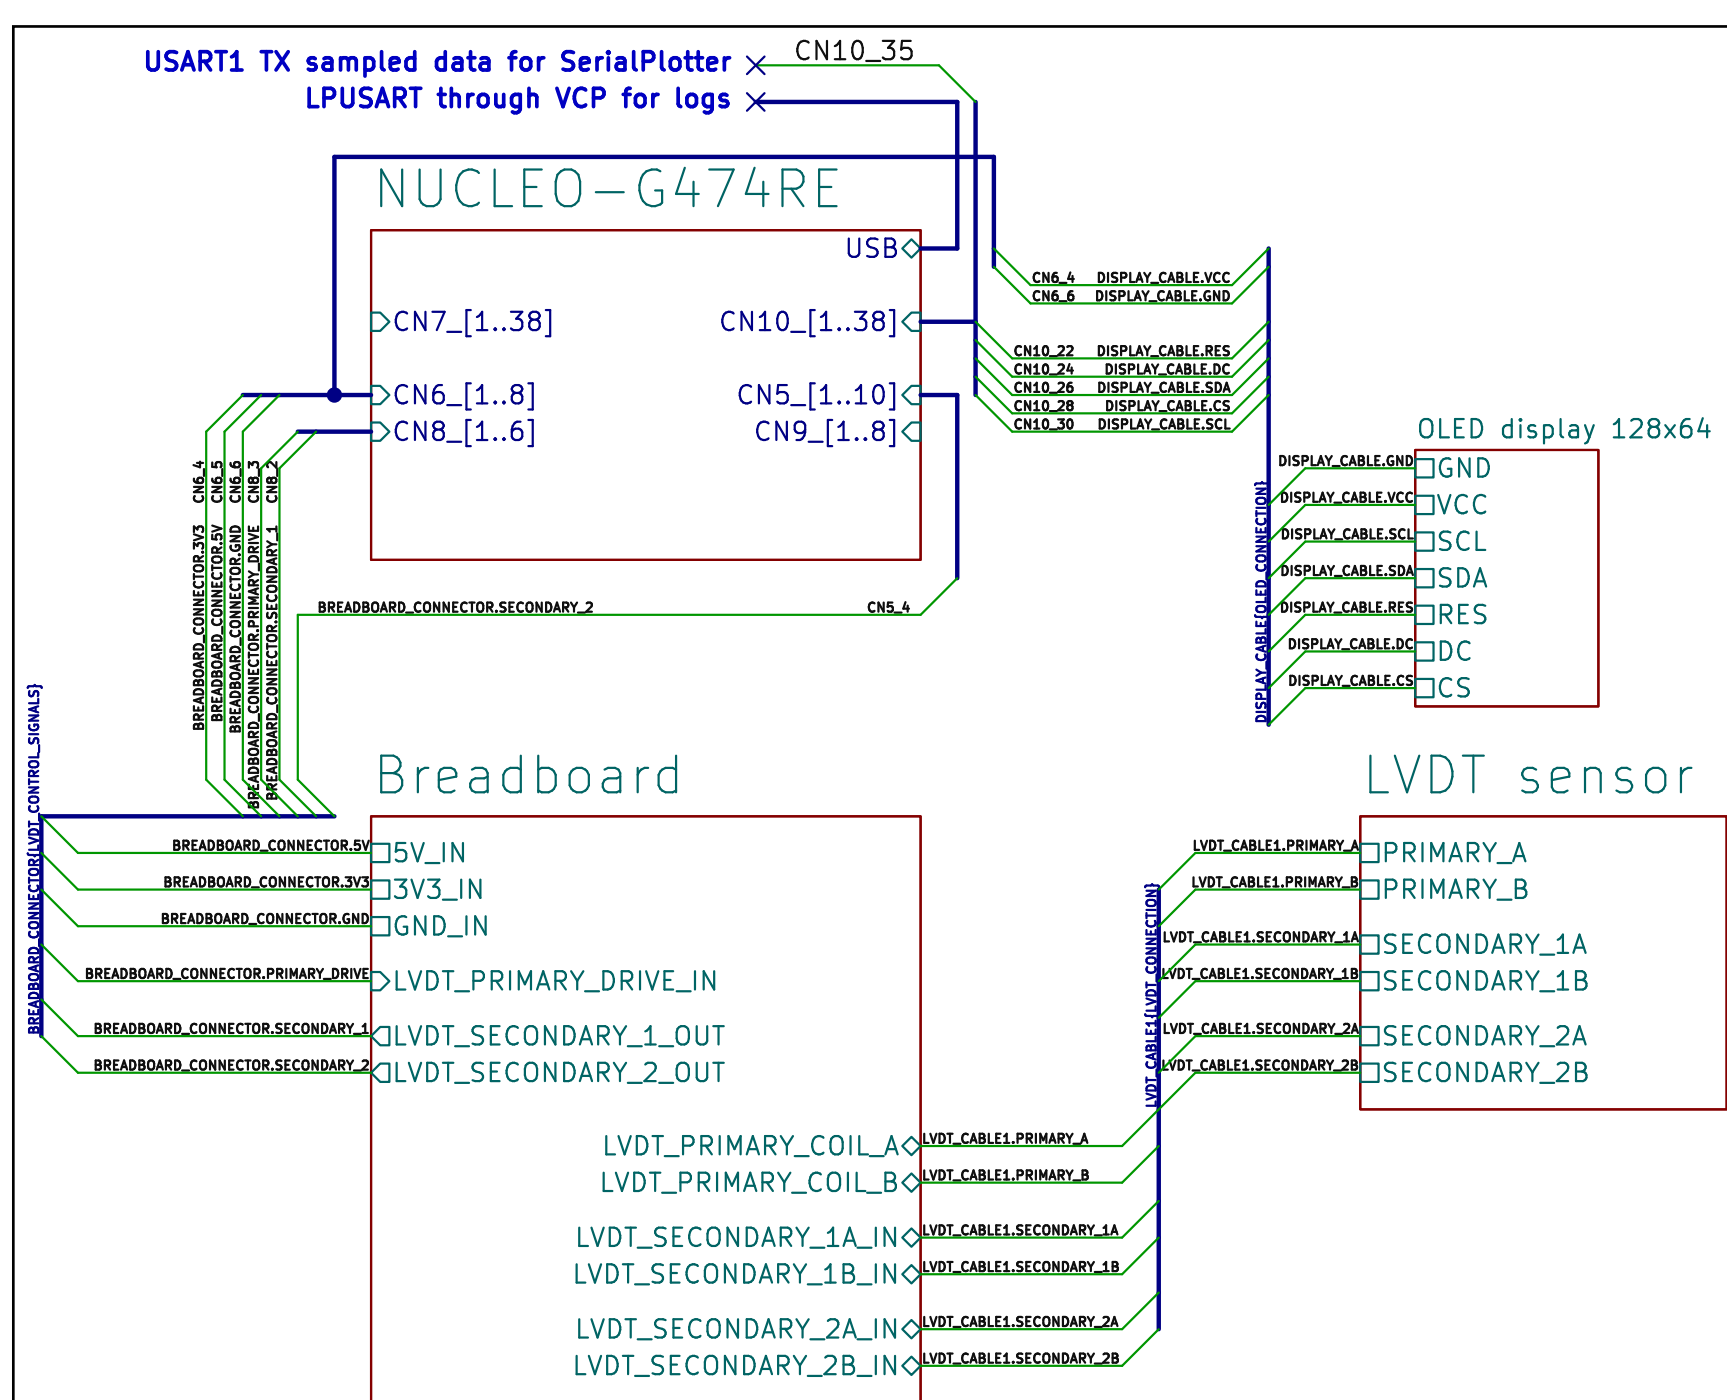 CN10_35
USART1 TX sampled data for SerialPlotter
LPUSART through VCP for logs
NUCLEO-G474RE
USB
CN7_[1..38]
CN10_[1..38]
CN6_[1..8]
CN5_[1..10]
CN8_[1..6]
CN9_[1..8]
CN6_4 DISPLAY_CABLE.VCC
CN6_6 DISPLAY_CABLE.GND
CN10_22 DISPLAY_CABLE.RES
CN10_24 DISPLAY_CABLE.DC
CN10_26 DISPLAY_CABLE.SDA
CN10_28 DISPLAY_CABLE.CS
CN10_30 DISPLAY_CABLE.SCL
OLED display 128x64
DISPLAY_CABLE.GND GND
DISPLAY_CABLE.VCC VCC
DISPLAY_CABLE.SCL SCL
DISPLAY_CABLE.SDA SDA
DISPLAY_CABLE.RES RES
DISPLAY_CABLE.DC DC
DISPLAY_CABLE.CS CS
DISPLAY_CABLE{OLED_CONNECTION}
BREADBOARD_CONNECTOR.3V3 CN6_4
BREADBOARD_CONNECTOR.5V CN6_5
BREADBOARD_CONNECTOR.GND CN6_6
BREADBOARD_CONNECTOR.PRIMARY_DRIVE CN8_3
BREADBOARD_CONNECTOR.SECONDARY_1 CN8_2
BREADBOARD_CONNECTOR.SECONDARY_2 CN5_4
BREADBOARD_CONNECTOR{LVDT_CONTROL_SIGNALS}
Breadboard
BREADBOARD_CONNECTOR.5V 5V_IN
BREADBOARD_CONNECTOR.3V3 3V3_IN
BREADBOARD_CONNECTOR.GND GND_IN
BREADBOARD_CONNECTOR.PRIMARY_DRIVE LVDT_PRIMARY_DRIVE_IN
BREADBOARD_CONNECTOR.SECONDARY_1 LVDT_SECONDARY_1_OUT
BREADBOARD_CONNECTOR.SECONDARY_2 LVDT_SECONDARY_2_OUT
LVDT_PRIMARY_COIL_A LVDT_CABLE1.PRIMARY_A
LVDT_PRIMARY_COIL_B LVDT_CABLE1.PRIMARY_B
LVDT_SECONDARY_1A_IN LVDT_CABLE1.SECONDARY_1A
LVDT_SECONDARY_1B_IN LVDT_CABLE1.SECONDARY_1B
LVDT_SECONDARY_2A_IN LVDT_CABLE1.SECONDARY_2A
LVDT_SECONDARY_2B_IN LVDT_CABLE1.SECONDARY_2B
LVDT_CABLE1{LVDT_CONNECTION}
LVDT sensor
LVDT_CABLE1.PRIMARY_A PRIMARY_A
LVDT_CABLE1.PRIMARY_B PRIMARY_B
LVDT_CABLE1.SECONDARY_1A SECONDARY_1A
LVDT_CABLE1.SECONDARY_1B SECONDARY_1B
LVDT_CABLE1.SECONDARY_2A SECONDARY_2A
LVDT_CABLE1.SECONDARY_2B SECONDARY_2B